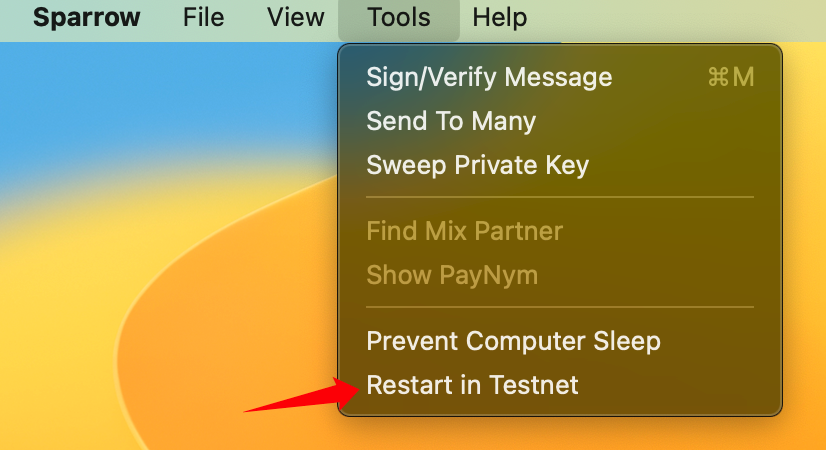 Sparrow File View Tools Help
Sign/Verify Message ⌘M
Send To Many
Sweep Private Key
Find Mix Partner
Show PayNym
Prevent Computer Sleep
Restart in Testnet